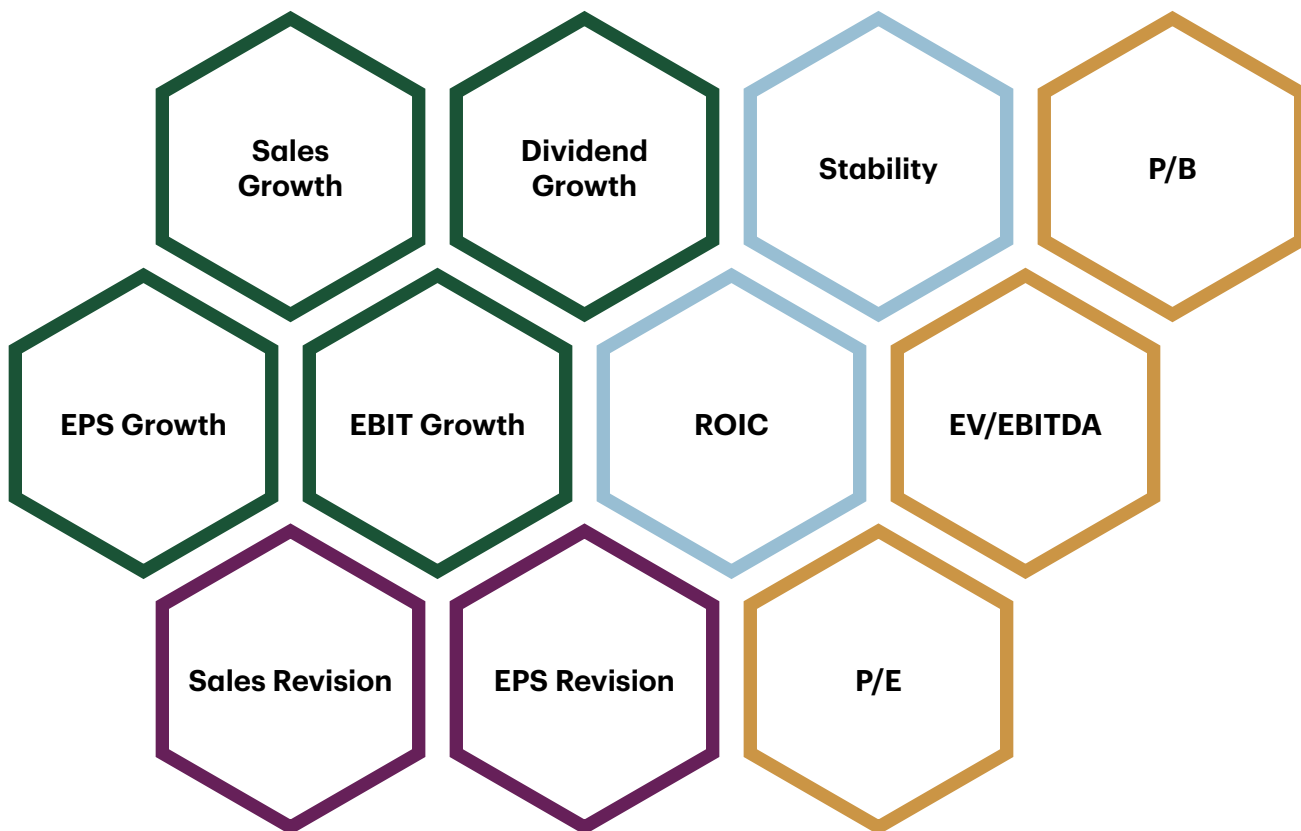 Sales
Growth
Dividend
Growth
Stability
P/B
EPS Growth
EBIT Growth
ROIC
EV/EBITDA
Sales Revision
EPS Revision
P/E